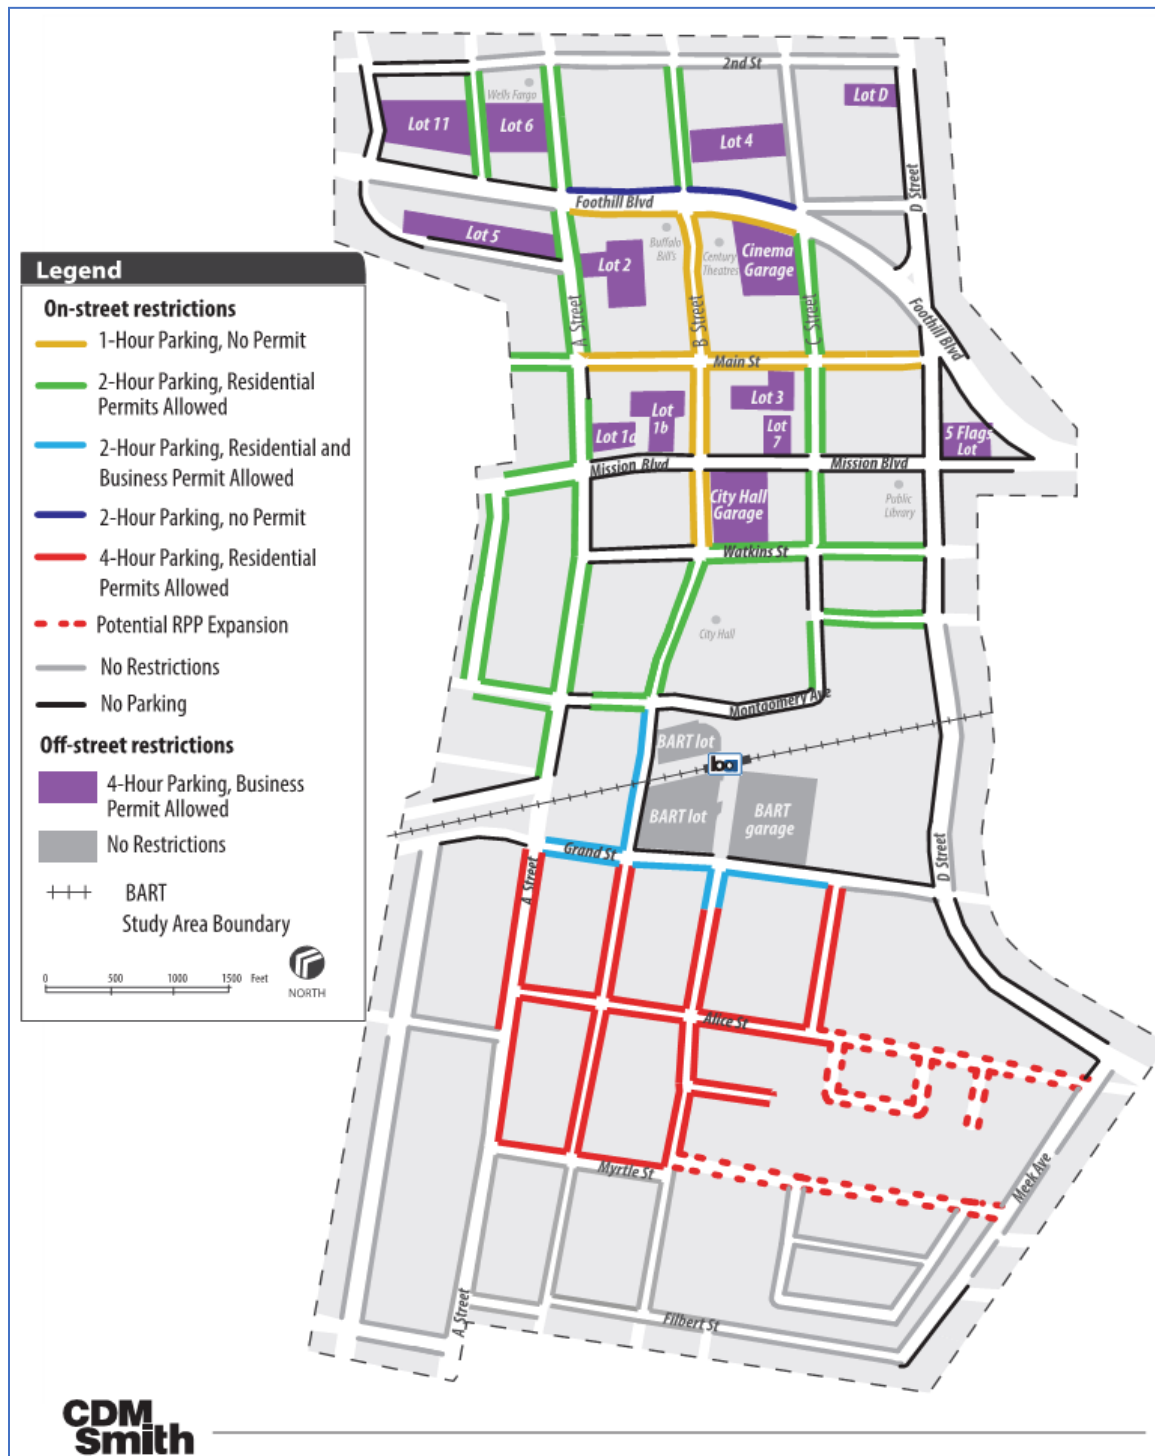 2nd St
Wells Fargo
Lot D
Lot 11
Lot 6
Lot 4
D Street
Foothill Blvd
Lot 5
Buffalo
Bill's
Century
Theatres
Cinema
Garage
Lot 2
A Street
B Street
C Street
Foothill Blvd
Main St
Lot 3
Lot
1b
Lot 1a
Lot
7
5 Flags
Lot
Mission Blvd
Mission Blvd
City Hall
Garage
Public
Library
Watkins St
City Hall
Montgomery Ave
BART lot
ba
BART lot
BART
garage
Grand St
A Street
D Street
Alice St
Myrtle St
Meek Ave
A Street
Filbert St
Legend
On-street restrictions
1-Hour Parking, No Permit
2-Hour Parking, Residential
Permits Allowed
2-Hour Parking, Residential and
Business Permit Allowed
2-Hour Parking, no Permit
4-Hour Parking, Residential
Permits Allowed
Potential RPP Expansion
No Restrictions
No Parking
Off-street restrictions
4-Hour Parking, Business
Permit Allowed
No Restrictions
BART
Study Area Boundary
0 500 1000 1500 Feet
NORTH
CDM
Smith